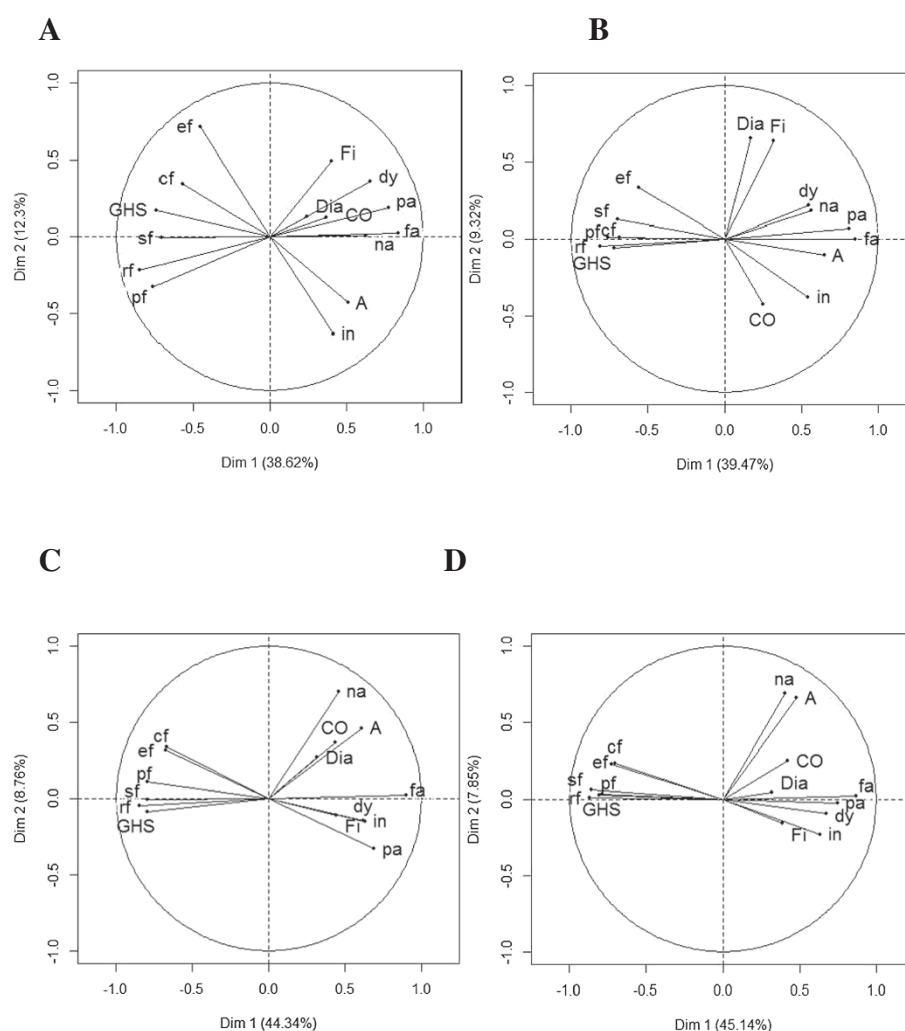 A
B
1.0
0.5
0.0
-0.5
-1.0
Dim 2 (12.3%)
ef
cf
GHS
sf
rf
pf
Fi
dy
Dia
CO
pa
fa
na
A
in
-1.0 -0.5 0.0 0.5 1.0
Dim 1 (38.62%)
1.0
0.5
0.0
-0.5
-1.0
Dim 2 (9.32%)
Dia Fi
ef
sf
pfcf
rf
GHS
dy
na
pa
fa
A
in
CO
-1.0 -0.5 0.0 0.5 1.0
Dim 1 (39.47%)
C
D
1.0
0.5
0.0
-0.5
-1.0
Dim 2 (8.76%)
na
CO A
Dia
cf
ef
pf
sf
rf
GHS
fa
dy
Fi in
pa
-1.0 -0.5 0.0 0.5 1.0
Dim 1 (44.34%)
1.0
0.5
0.0
-0.5
-1.0
Dim 2 (7.85%)
na
A
CO
cf
ef
sf pf
rf
GHS
Dia
fa
pa
dy
Fi in
-1.0 -0.5 0.0 0.5 1.0
Dim 1 (45.14%)